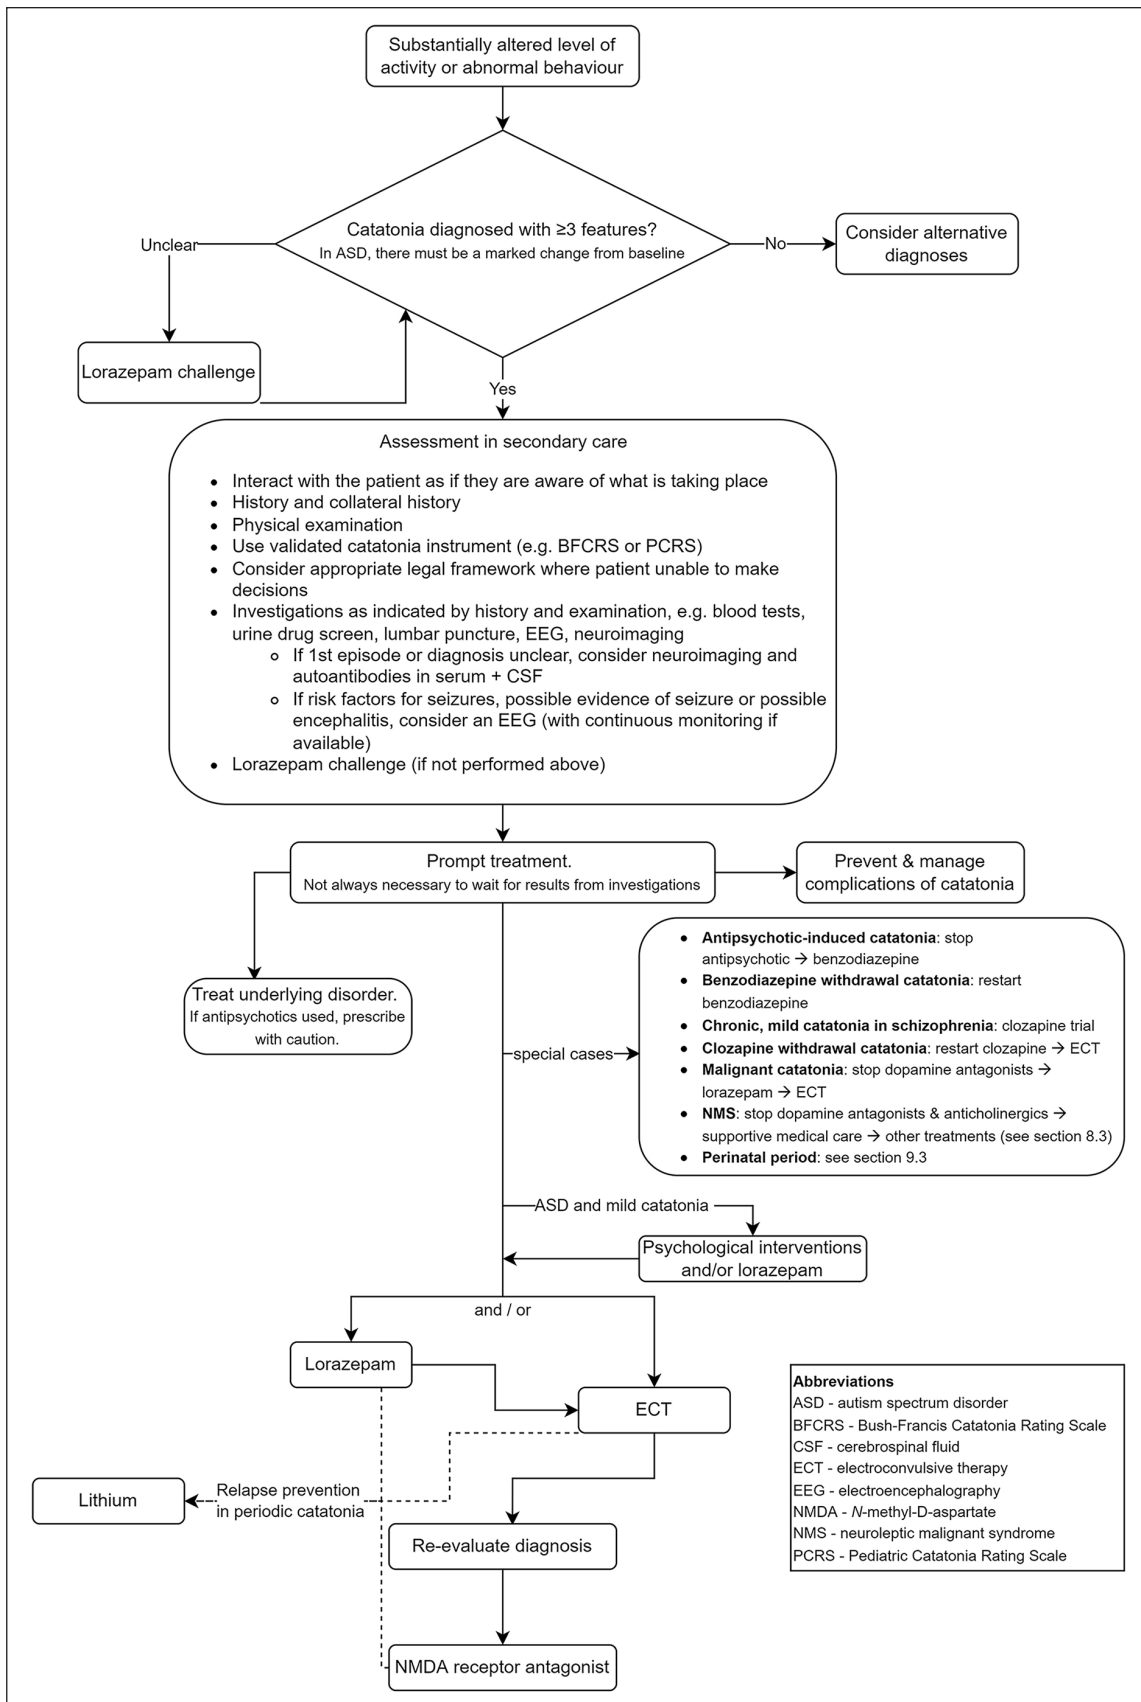 Substantially altered level of
activity or abnormal behaviour
Catatonia diagnosed with ≥3 features?
In ASD, there must be a marked change from baseline
Unclear
No
Consider alternative
diagnoses
Lorazepam challenge
Yes
Assessment in secondary care
• Interact with the patient as if they are aware of what is taking place
• History and collateral history
• Physical examination
• Use validated catatonia instrument (e.g. BFCRS or PCRS)
• Consider appropriate legal framework where patient unable to make
decisions
• Investigations as indicated by history and examination, e.g. blood tests,
urine drug screen, lumbar puncture, EEG, neuroimaging
○ If 1st episode or diagnosis unclear, consider neuroimaging and
autoantibodies in serum + CSF
○ If risk factors for seizures, possible evidence of seizure or possible
encephalitis, consider an EEG (with continuous monitoring if
available)
• Lorazepam challenge (if not performed above)
Prompt treatment.
Not always necessary to wait for results from investigations
Prevent & manage
complications of catatonia
Treat underlying disorder.
If antipsychotics used, prescribe
with caution.
special cases
• Antipsychotic-induced catatonia: stop
antipsychotic → benzodiazepine
• Benzodiazepine withdrawal catatonia: restart
benzodiazepine
• Chronic, mild catatonia in schizophrenia: clozapine trial
• Clozapine withdrawal catatonia: restart clozapine → ECT
• Malignant catatonia: stop dopamine antagonists →
lorazepam → ECT
• NMS: stop dopamine antagonists & anticholinergics →
supportive medical care → other treatments (see section 8.3)
• Perinatal period: see section 9.3
ASD and mild catatonia
Psychological interventions
and/or lorazepam
and / or
Lorazepam
ECT
Relapse prevention
in periodic catatonia
Lithium
Re-evaluate diagnosis
NMDA receptor antagonist
Abbreviations
ASD - autism spectrum disorder
BFCRS - Bush-Francis Catatonia Rating Scale
CSF - cerebrospinal fluid
ECT - electroconvulsive therapy
EEG - electroencephalography
NMDA - N-methyl-D-aspartate
NMS - neuroleptic malignant syndrome
PCRS - Pediatric Catatonia Rating Scale